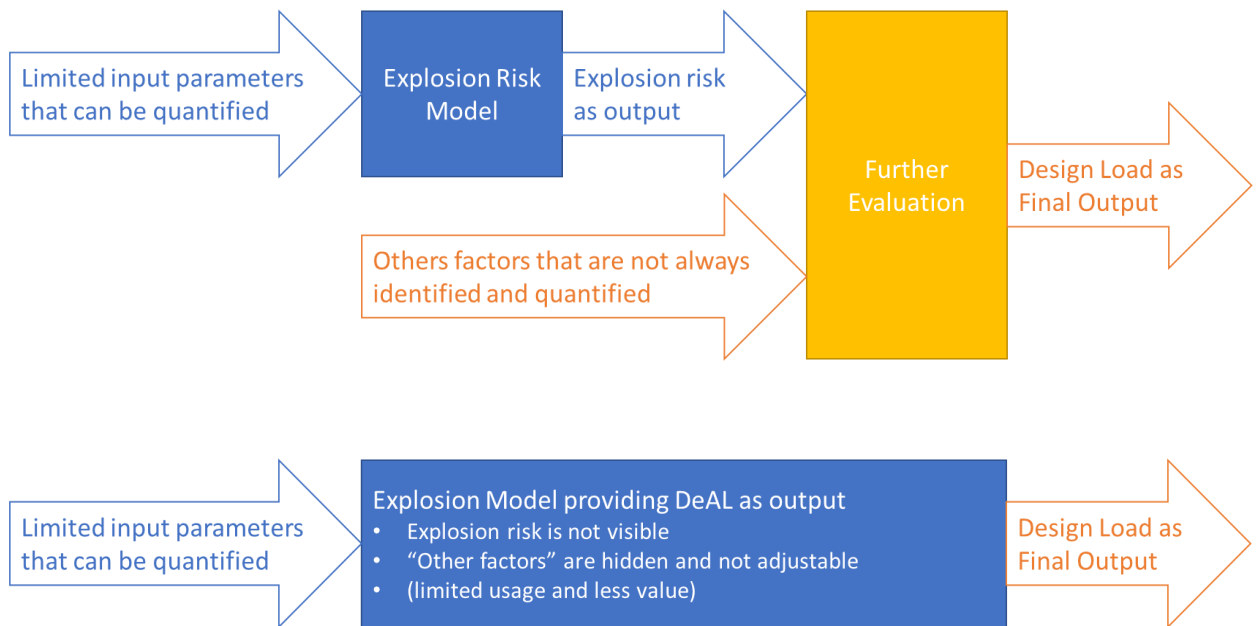 Limited input parameters
that can be quantified
Explosion Risk
Model
Explosion risk
as output
Further
Evaluation
Design Load as
Final Output
Others factors that are not always
identified and quantified
Limited input parameters
that can be quantified
Explosion Model providing DeAL as output
• Explosion risk is not visible
• “Other factors” are hidden and not adjustable
• (limited usage and less value)
Design Load as
Final Output